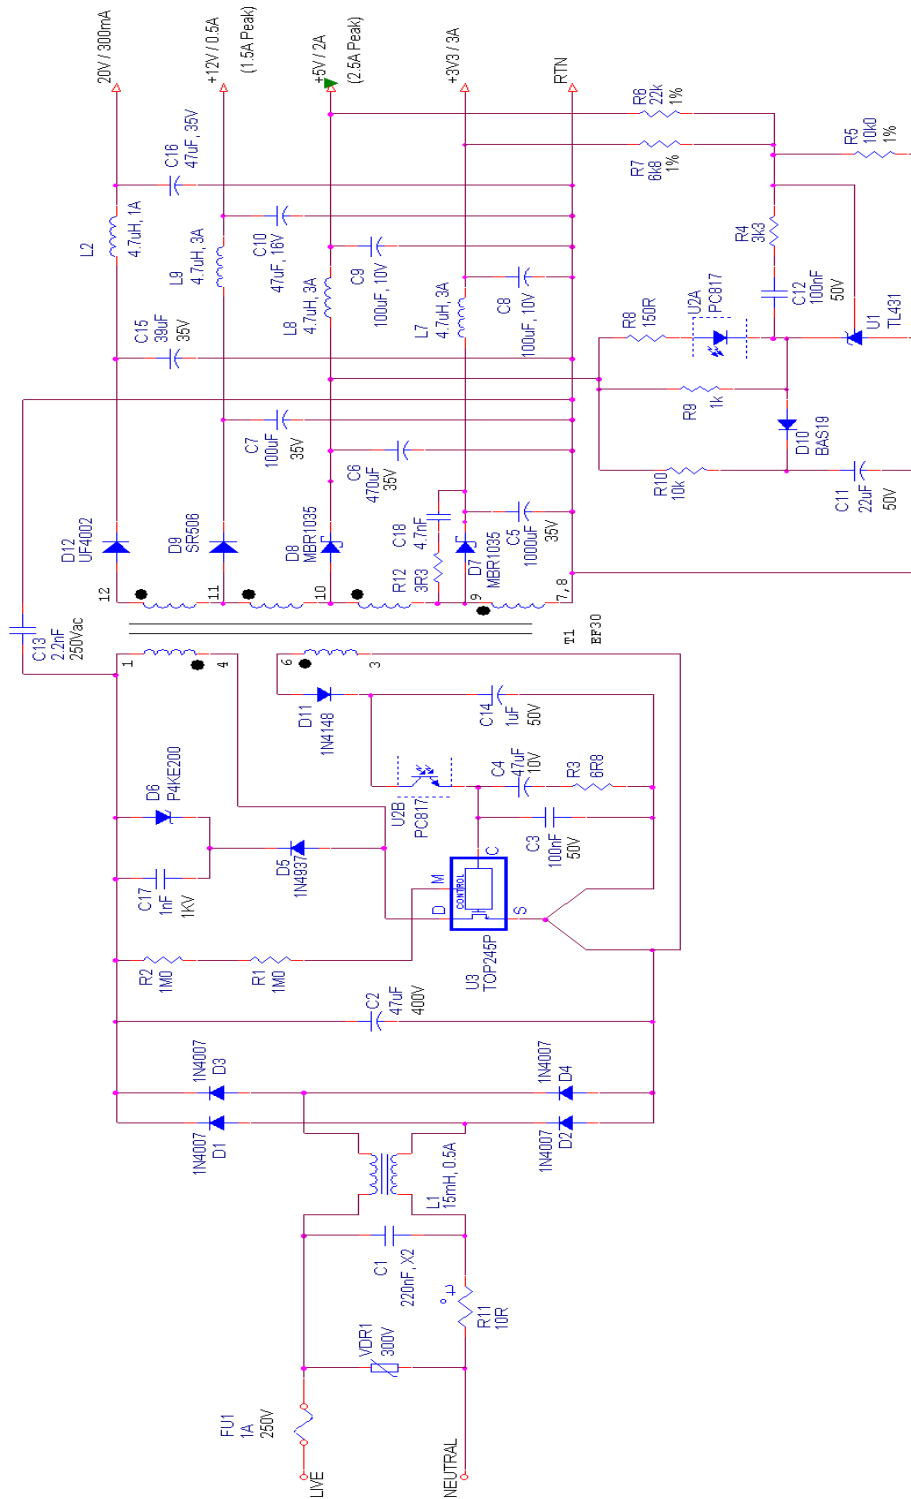 LIVE
NEUTRAL
FU1
1A
250V
VDR1
300V
R11
10R
t°
C1
220nF, X2
L1
15mH, 0.5A
1N4007
D1
1N4007
D3
1N4007
D2
1N4007
D4
C2
47uF
400V
R2
1M0
R1
1M0
C17
1nF
1KV
D6
P4KE200
D5
1N4937
U3
TOP245P
CONTROL
D
M
C
S
U2B
PC817
C3
100nF
50V
C4
47uF
10V
R3
6R8
D11
1N4148
C14
1uF
50V
C13
2.2nF
250Vac
1
4
6
3
T1
EF30
12
11
10
9
7,8
D12
UF4002
D9
SR506
D8
MBR1035
R12
3R3
C18
4.7nF
D7
MBR1035
C5
1000uF
35V
C6
470uF
35V
C7
100uF
35V
C15
39uF
35V
L2
4.7uH, 1A
L9
4.7uH, 3A
L8
4.7uH, 3A
L7
4.7uH, 3A
C16
47uF, 35V
C10
47uF, 16V
C9
100uF, 10V
C8
100uF, 10V
20V / 300mA
+12V / 0.5A
(1.5A Peak)
+5V / 2A
(2.5A Peak)
+3V3 / 3A
RTN
R10
10k
R9
1k
R8
150R
U2A
PC817
D10
BAS19
C11
22uF
50V
C12
100nF
50V
R4
3k3
U1
TL431
R7
6k8
1%
R6
22k
1%
R5
10k0
1%